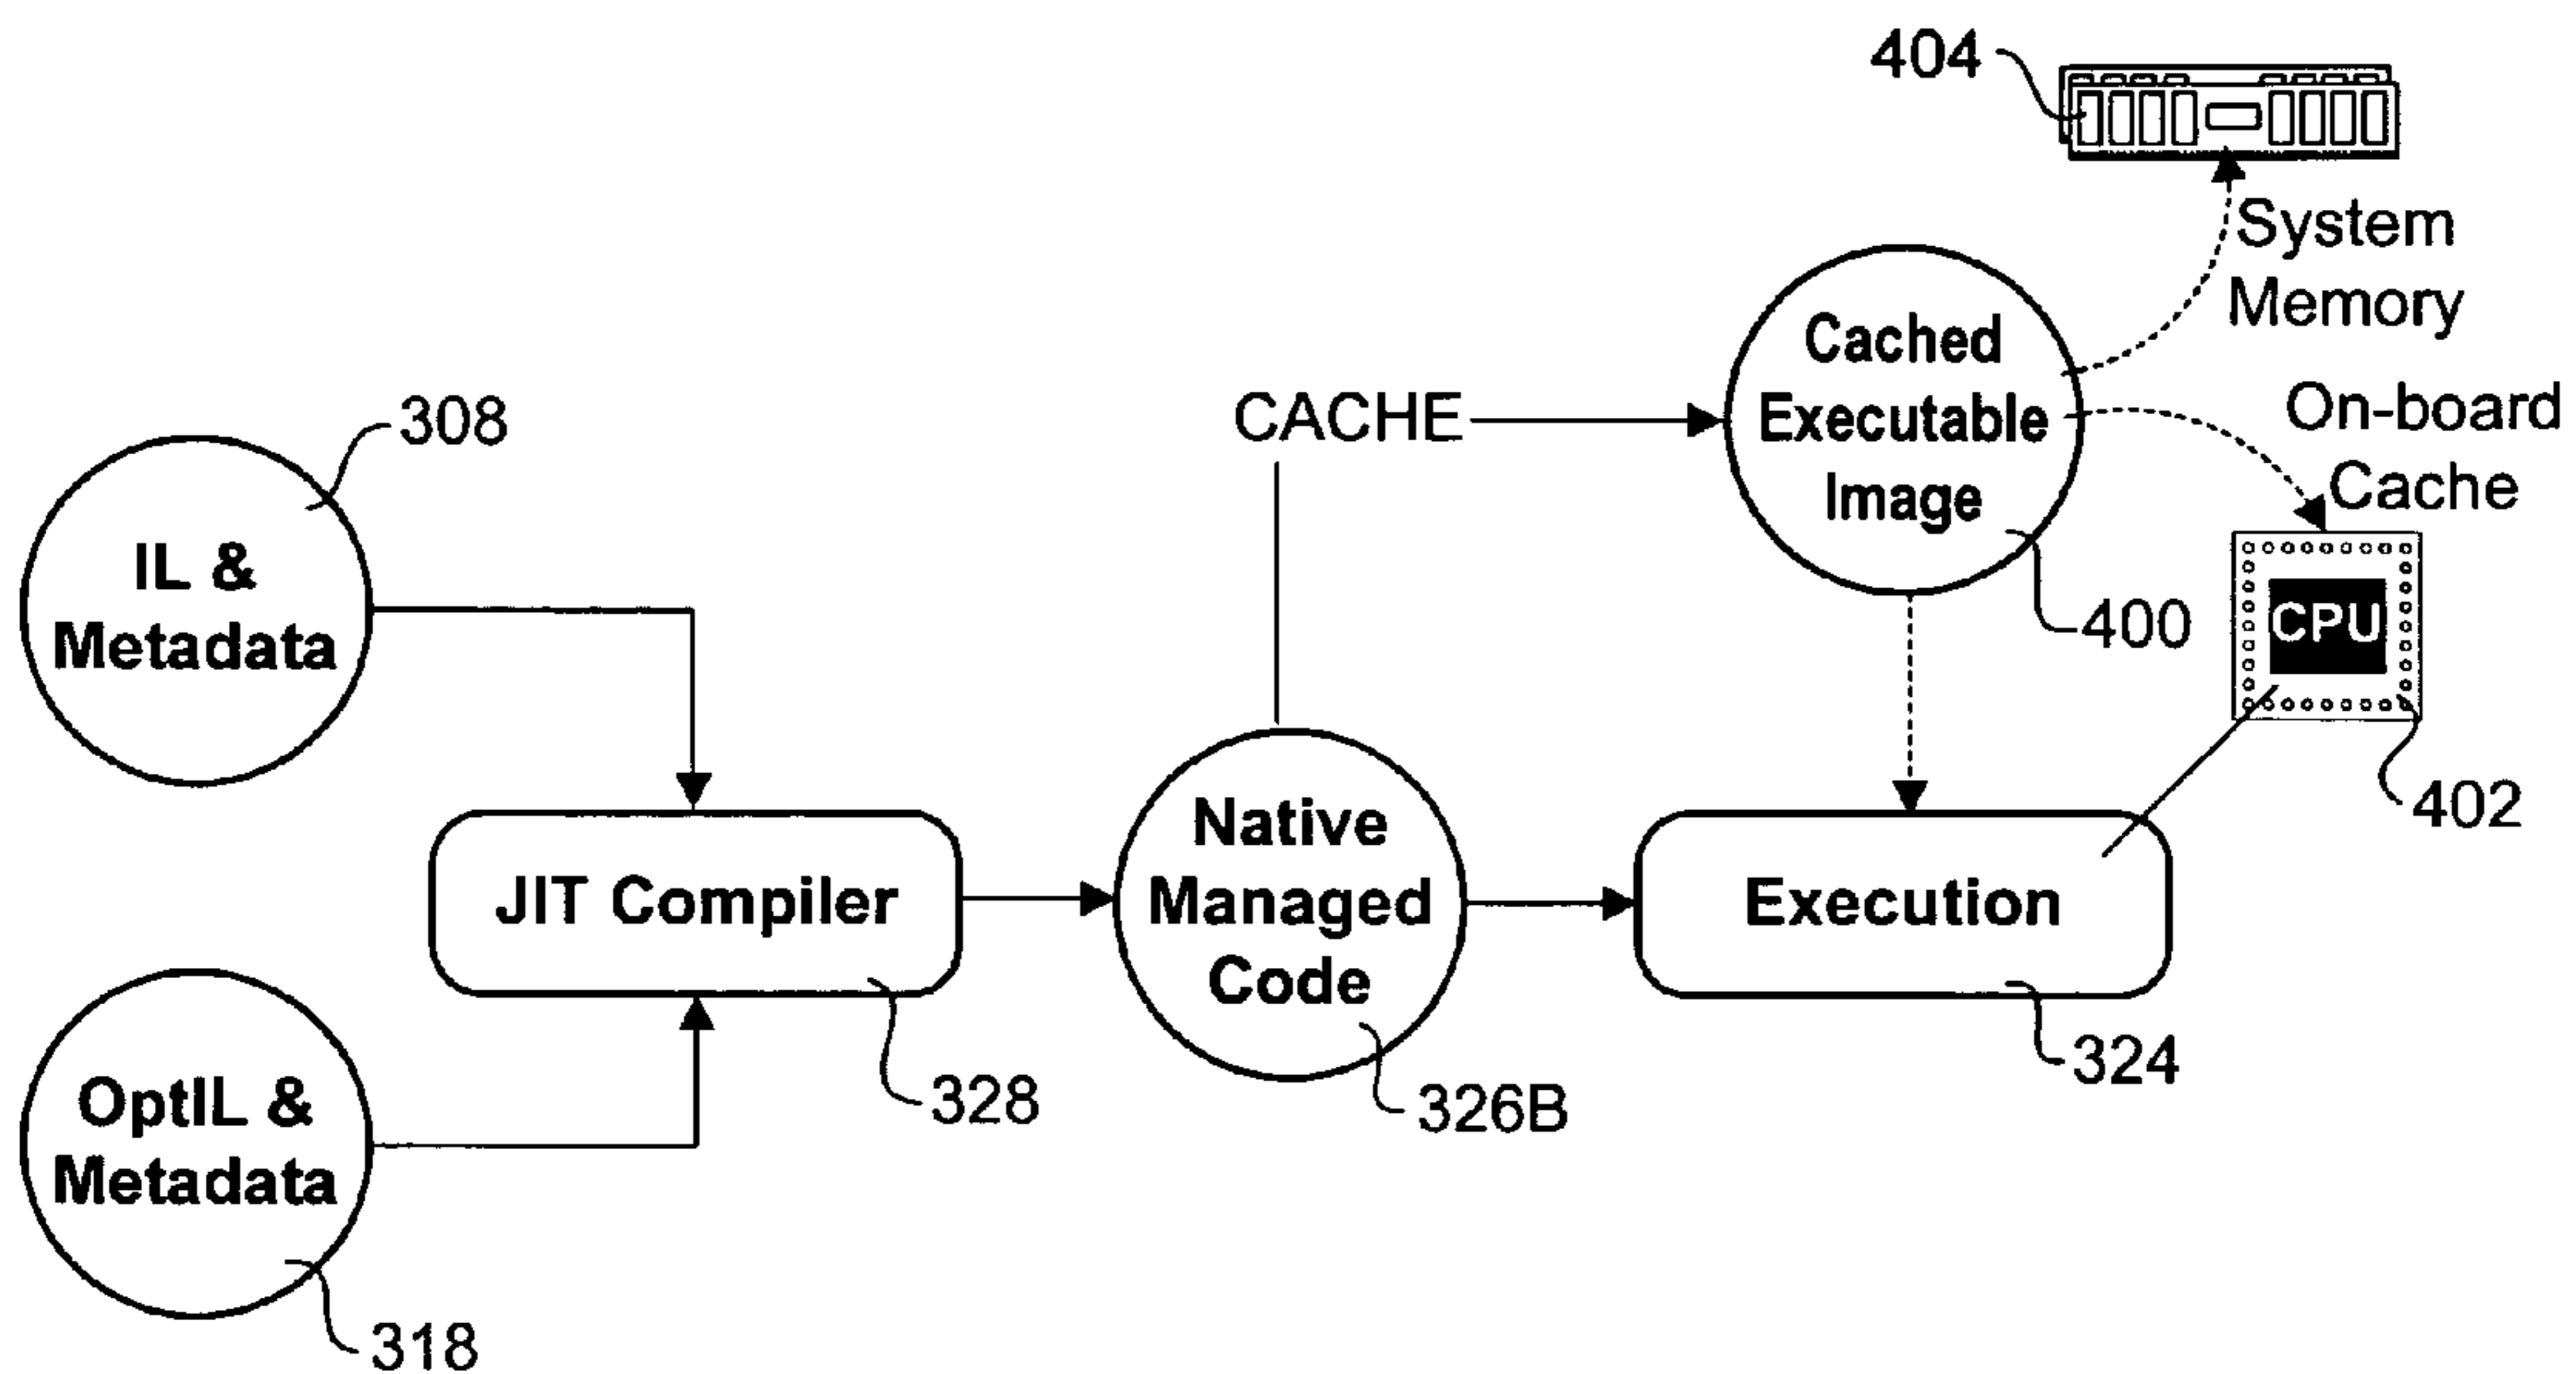 404
System
Memory
Cached
Executable
Image
CACHE
On-board
Cache
308
IL &
Metadata
400
CPU
402
Native
Managed
Code
JIT Compiler
Execution
328
326B
324
OptIL &
Metadata
318